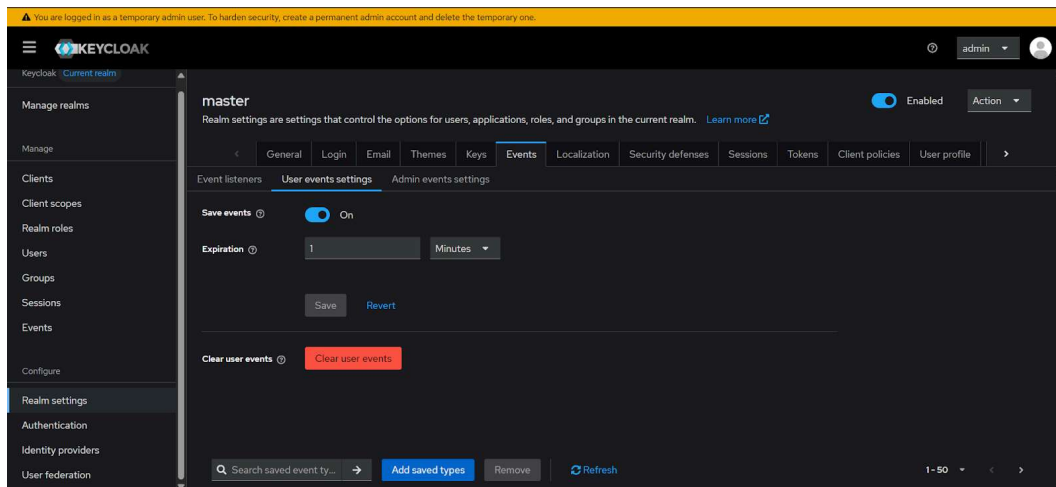 You are logged in as a temporary admin user. To harden security, create a permanent admin account and delete the temporary one.
KEYCLOAK
admin
Keycloak Current realm
Manage realms
Manage
Clients
Client scopes
Realm roles
Users
Groups
Sessions
Events
Configure
Realm settings
Authentication
Identity providers
User federation
master
Enabled
Action
Realm settings are settings that control the options for users, applications, roles, and groups in the current realm. Learn more
General Login Email Themes Keys Events Localization Security defenses Sessions Tokens Client policies User profile
Event listeners User events settings Admin events settings
Save events On
Expiration 1 Minutes
Save Revert
Clear user events Clear user events
Search saved event ty... Add saved types Remove Refresh 1-50